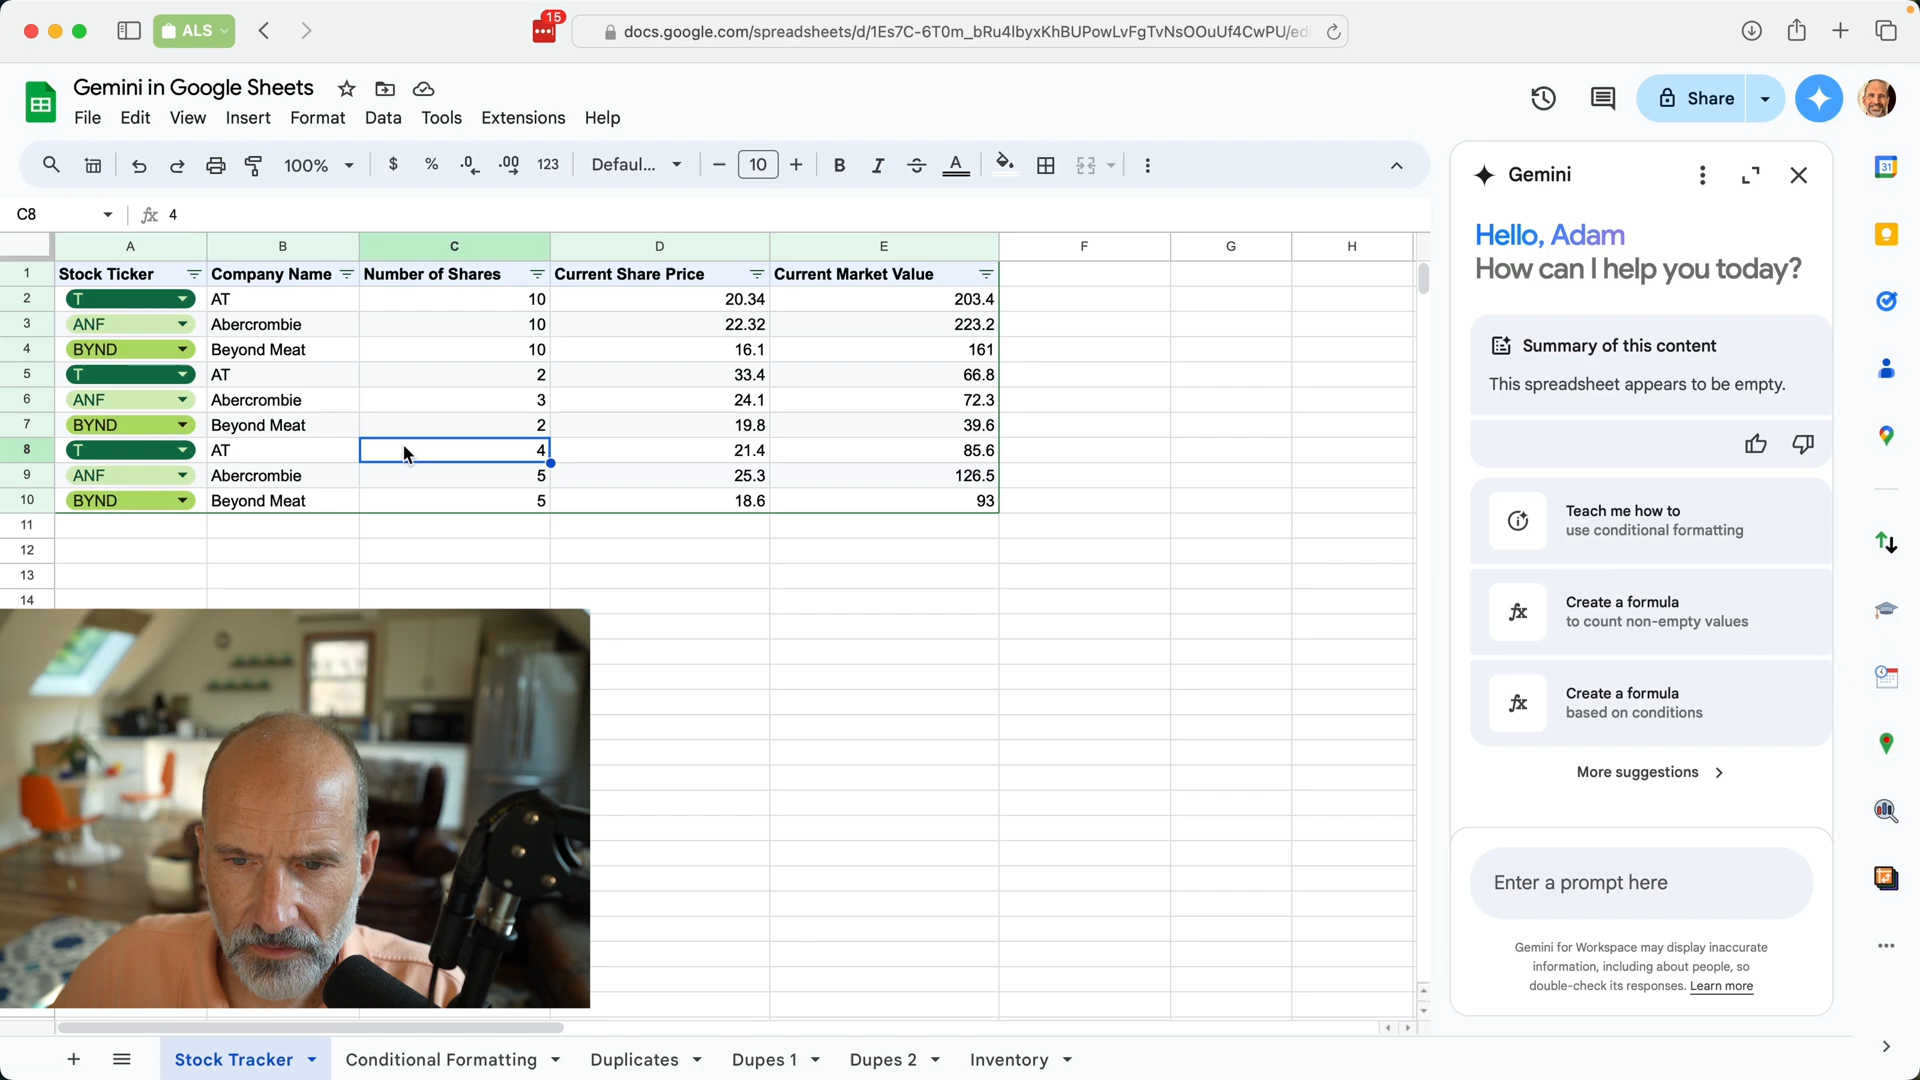 ALS
15
docs.google.com/spreadsheets/d/1Es7C-6T0m_bRu4lbyxKhBUPowLvFgTvNsOOuUf4CwPU/ed
Gemini in Google Sheets
File Edit View Insert Format Data Tools Extensions Help
Share
31
100% $ % .0 .00 123 Defaul... 10 B I S A
C8 fx 4
A B C D E F G H
1 Stock Ticker Company Name Number of Shares Current Share Price Current Market Value
2 T AT 10 20.34 203.4
3 ANF Abercrombie 10 22.32 223.2
4 BYND Beyond Meat 10 16.1 161
5 T AT 2 33.4 66.8
6 ANF Abercrombie 3 24.1 72.3
7 BYND Beyond Meat 2 19.8 39.6
8 T AT 4 21.4 85.6
9 ANF Abercrombie 5 25.3 126.5
10 BYND Beyond Meat 5 18.6 93
11
12
13
14
Gemini
Hello, Adam
How can I help you today?
Summary of this content
This spreadsheet appears to be empty.
Teach me how to
use conditional formatting
fx Create a formula
to count non-empty values
fx Create a formula
based on conditions
More suggestions
Enter a prompt here
Gemini for Workspace may display inaccurate
information, including about people, so
double-check its responses. Learn more
Stock Tracker Conditional Formatting Duplicates Dupes 1 Dupes 2 Inventory